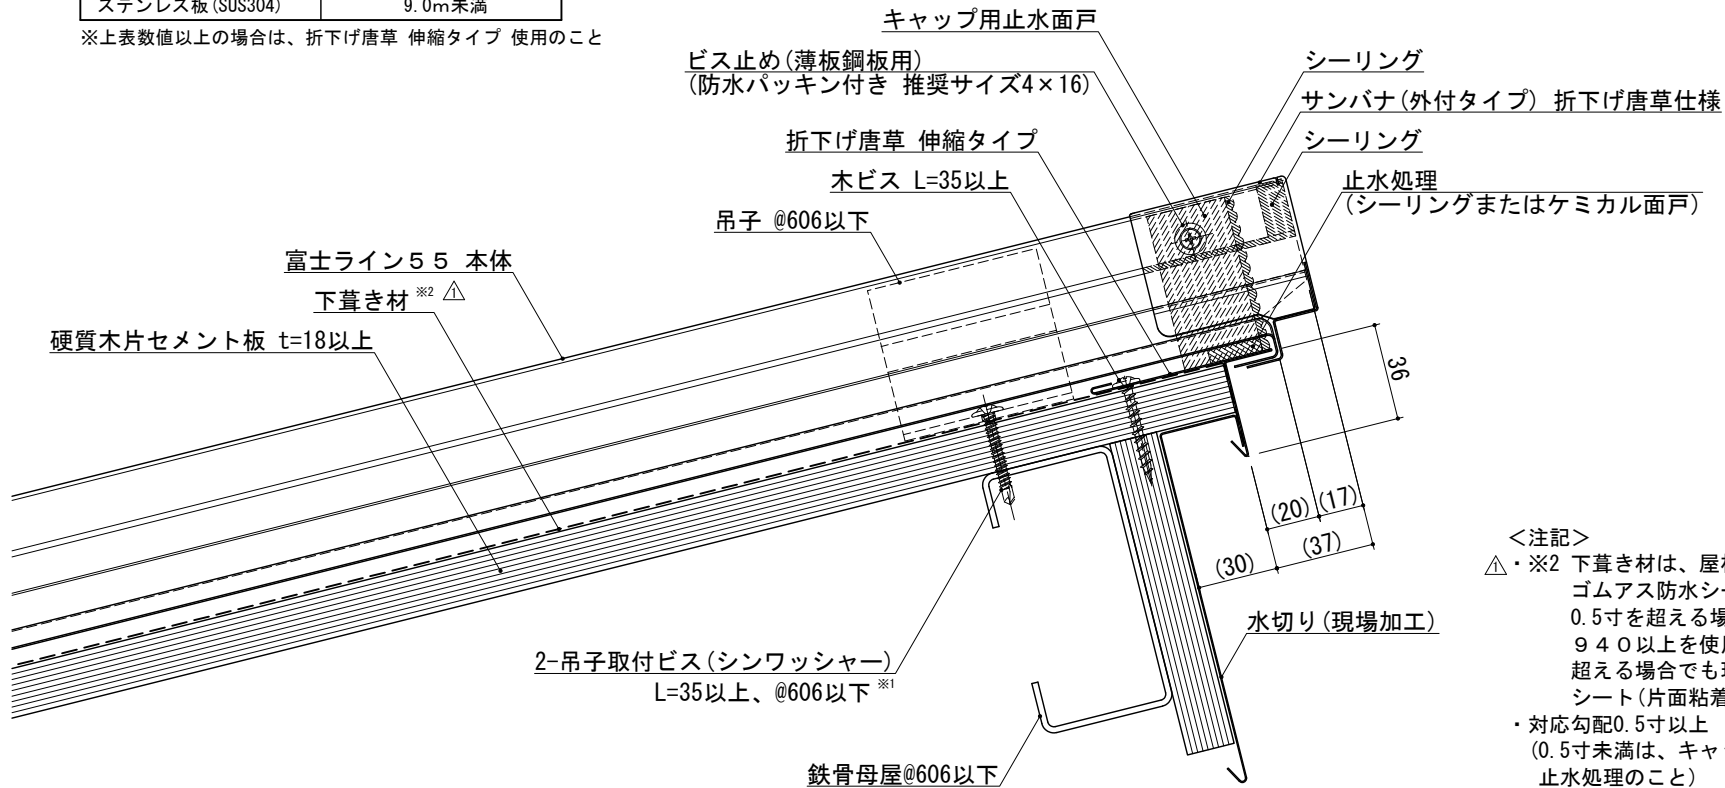 ステンレス板(SUS304) 9.0m未満
※上表数値以上の場合は、折下げ唐草 伸縮タイプ 使用のこと
キャップ用止水面戸
ビス止め(薄板鋼板用)
(防水パッキン付き 推奨サイズ4×16)
シーリング
サンバナ(外付タイプ) 折下げ唐草仕様
折下げ唐草 伸縮タイプ
シーリング
木ビス L=35以上
止水処理
(シーリングまたはケミカル面戸)
吊子 @606以下
富士ライン55 本体
下葺き材 ※2 1
硬質木片セメント板 t=18以上
36
(20)
(17)
(30)
(37)
水切り(現場加工)
2-吊子取付ビス(シンワッシャー)
L=35以上、@606以下 ※1
鉄骨母屋@606以下
<注記>
1・※2 下葺き材は、屋
ゴムアス防水シー
0.5寸を超える場
940以上を使
超える場合でも
シート(片面粘着
・対応勾配0.5寸以上
(0.5寸未満は、キャ
止水処理のこと)